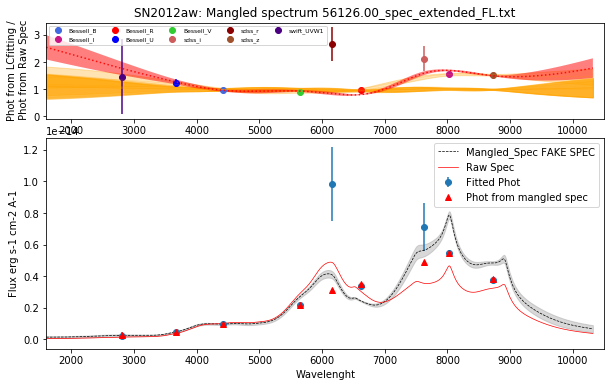 SN2012aw: Mangled spectrum 56126.00_spec_extended_FL.txt
Bessell_B Bessell_R Bessell_V sdss_r swift_UVW1
Bessell_I Bessell_U sdss_i sdss_z
3
2
1
0
Phot from LCfitting /
Phot from Raw Spec
2000 3000 4000 5000 6000 7000 8000 9000 10000
1e−14
Mangled_Spec FAKE SPEC
Raw Spec
Fitted Phot
Phot from mangled spec
1.2
1.0
0.8
0.6
0.4
0.2
0.0
Flux erg s-1 cm-2 A-1
2000 3000 4000 5000 6000 7000 8000 9000 10000
Wavelenght